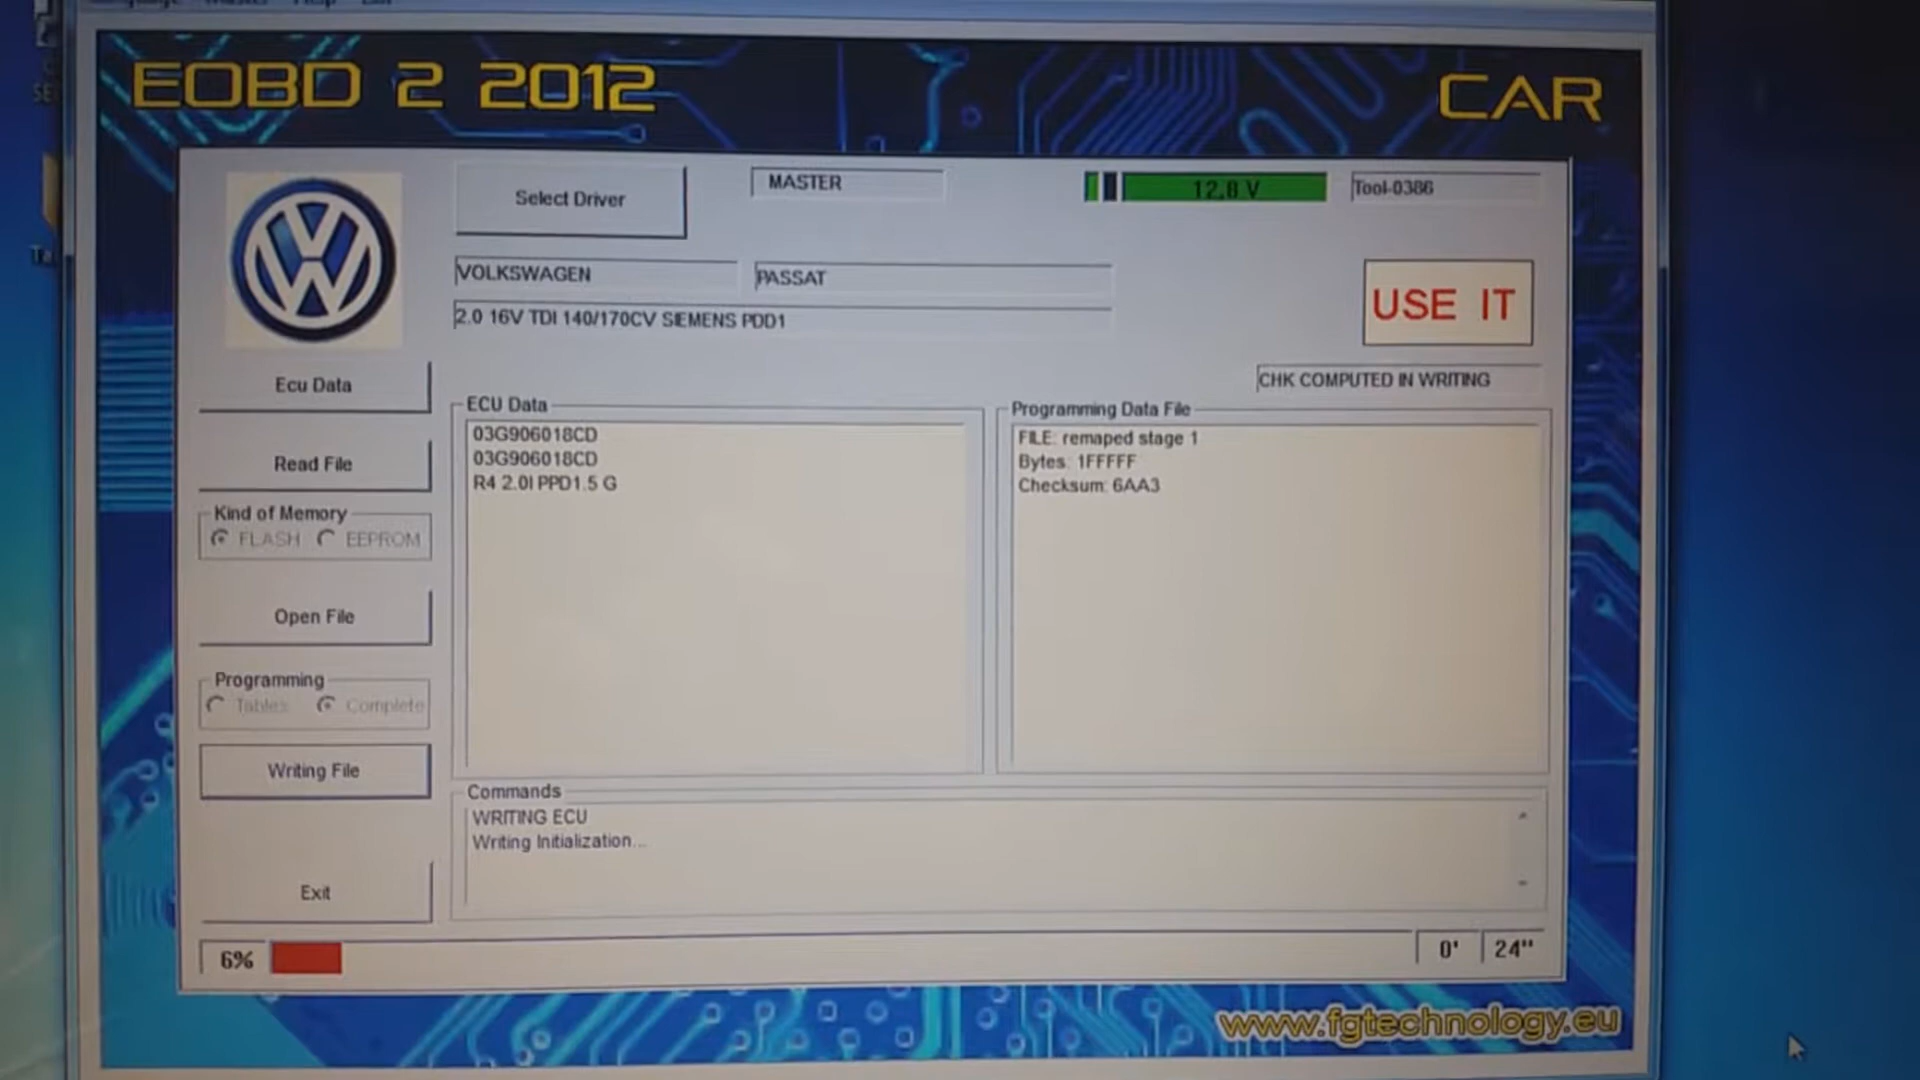 Help
EOBD 2 2012
CAR
Select Driver
MASTER
12,8 V
Tool-0386
VOLKSWAGEN
PASSAT
USE IT
2.0 16V TDI 140/170CV SIEMENS PDD1
Ecu Data
CHK COMPUTED IN WRITING
ECU Data
Programming Data File
03G906018CD
FILE: remaped stage 1
03G906018CD
Bytes: 1FFFFF
R4 2.0l PPD1.5 G
Checksum: 6AA3
Read File
Kind of Memory
FLASH
EEPROM
Open File
Programming
Tables
Complete
Writing File
Commands
WRITING ECU
Writing Initialization...
Exit
6%
0'
24"
www.fgtechnology.eu